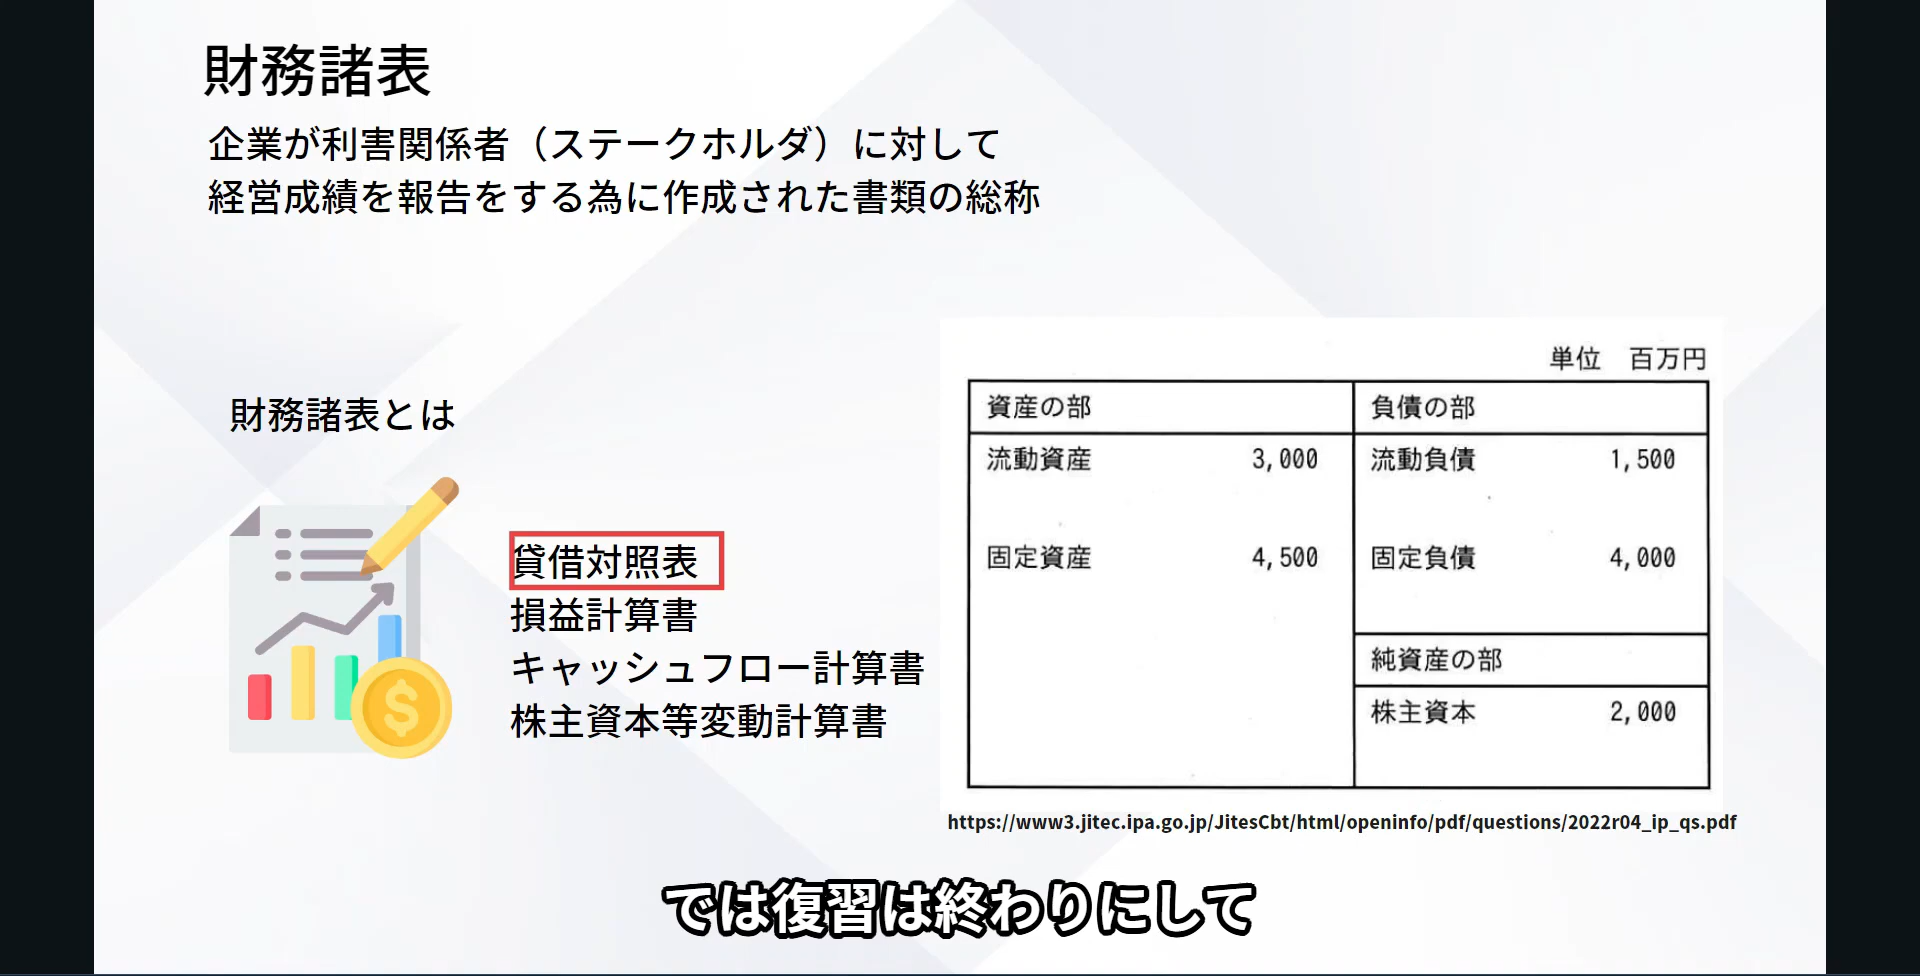 財務諸表
企業が利害関係者（ステークホルダ）に対して
経営成績を報告をする為に作成された書類の総称
財務諸表とは
貸借対照表
損益計算書
キャッシュフロー計算書
株主資本等変動計算書
単位　百万円
資産の部　負債の部
流動資産　3,000　流動負債　1,500
固定資産　4,500　固定負債　4,000
純資産の部
株主資本　2,000
https://www3.jitec.ipa.go.jp/JitesCbt/html/openinfo/pdf/questions/2022r04_ip_qs.pdf
では復習は終わりにして